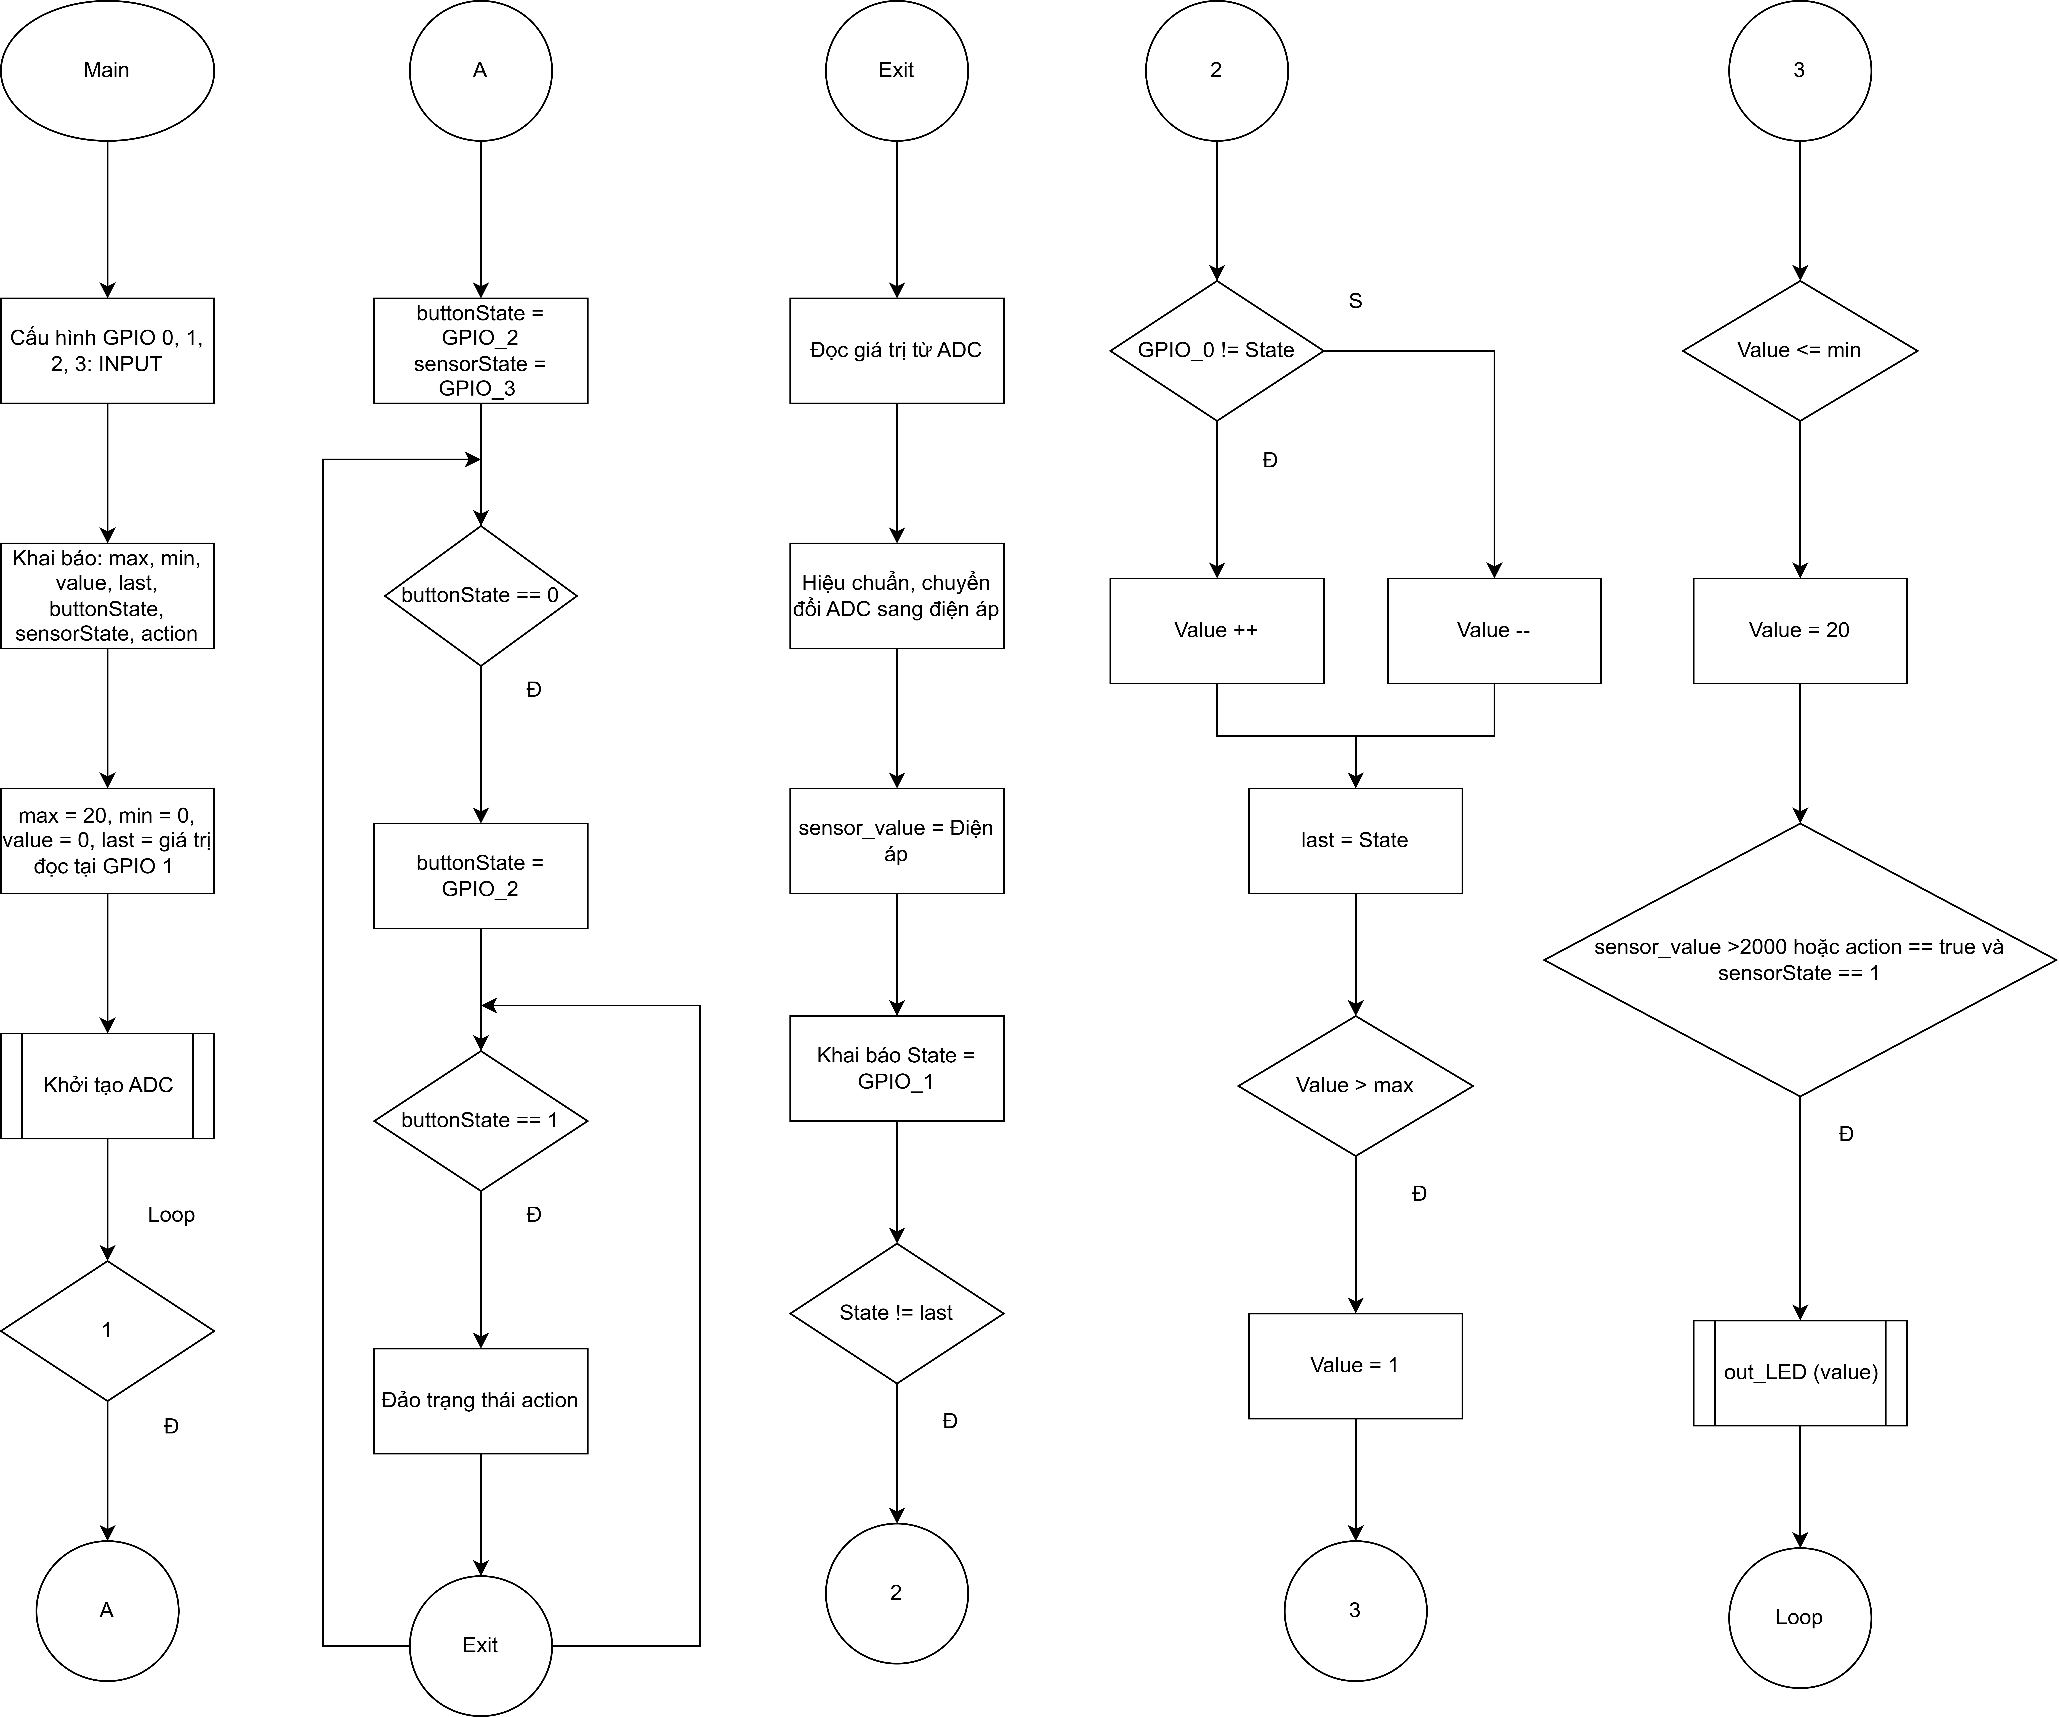 Main
Cấu hình GPIO 0, 1,
2, 3: INPUT
Khai báo: max, min,
value, last,
buttonState,
sensorState, action
max = 20, min = 0,
value = 0, last = giá trị
đọc tại GPIO 1
Khởi tạo ADC
Loop
1
Đ
A
A
buttonState =
GPIO_2
sensorState =
GPIO_3
buttonState == 0
Đ
buttonState =
GPIO_2
buttonState == 1
Đ
Đảo trạng thái action
Exit
Exit
Đọc giá trị từ ADC
Hiệu chuẩn, chuyển
đổi ADC sang điện áp
sensor_value = Điện
áp
Khai báo State =
GPIO_1
State != last
Đ
2
2
GPIO_0 != State
S
Đ
Value ++
Value --
last = State
Value > max
Đ
Value = 1
3
3
Value <= min
Value = 20
sensor_value >2000 hoặc action == true và
sensorState == 1
Đ
out_LED (value)
Loop